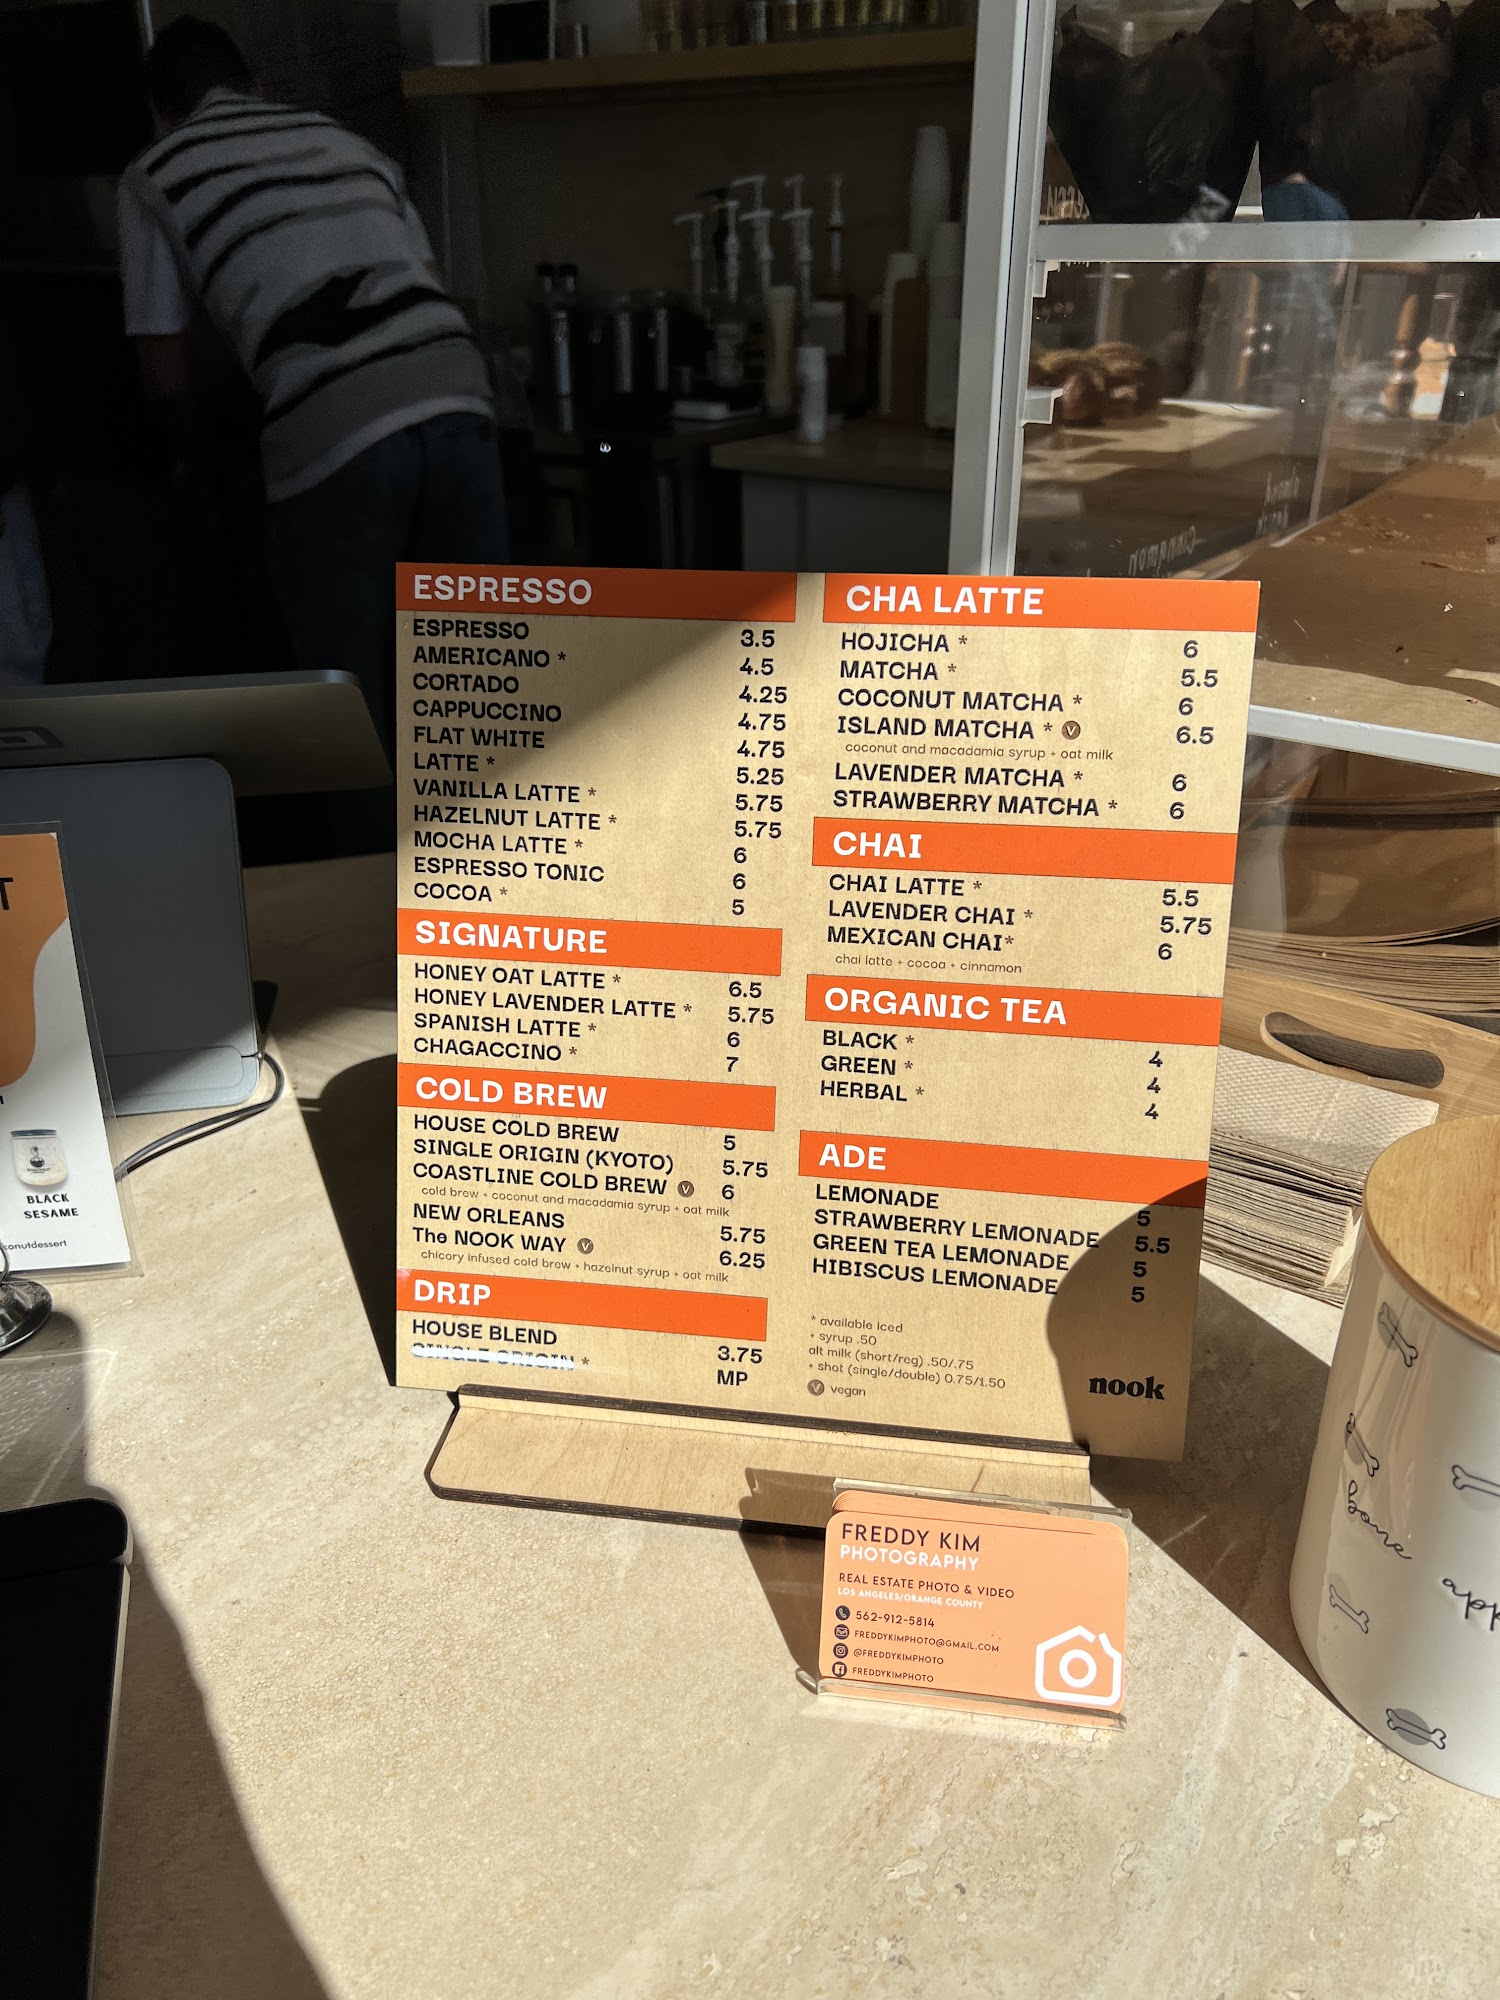 ESPRESSO
ESPRESSO 3.5
AMERICANO * 4.5
CORTADO 4.25
CAPPUCCINO 4.75
FLAT WHITE 4.75
LATTE * 5.25
VANILLA LATTE * 5.75
HAZELNUT LATTE * 5.75
MOCHA LATTE * 6
ESPRESSO TONIC 6
COCOA * 5
SIGNATURE
HONEY OAT LATTE * 6.5
HONEY LAVENDER LATTE * 5.75
SPANISH LATTE * 6
CHAGACCINO * 7
COLD BREW
HOUSE COLD BREW 5
SINGLE ORIGIN (KYOTO) 5.75
COASTLINE COLD BREW V 6
cold brew + coconut and macadamia syrup + oat milk
NEW ORLEANS 5.75
The NOOK WAY V 6.25
chicory infused cold brew + hazelnut syrup + oat milk
DRIP
HOUSE BLEND 3.75
SINGLE ORIGIN * MP
CHA LATTE
HOJICHA * 6
MATCHA * 5.5
COCONUT MATCHA * 6
ISLAND MATCHA * V 6.5
coconut and macadamia syrup + oat milk
LAVENDER MATCHA * 6
STRAWBERRY MATCHA * 6
CHAI
CHAI LATTE * 5.5
LAVENDER CHAI * 5.75
MEXICAN CHAI* 6
chai latte + cocoa + cinnamon
ORGANIC TEA
BLACK * 4
GREEN * 4
HERBAL * 4
ADE
LEMONADE 5
STRAWBERRY LEMONADE 5.5
GREEN TEA LEMONADE 5
HIBISCUS LEMONADE 5
* available iced
+ syrup .50
alt milk (short/reg) .50/.75
+ shot (single/double) 0.75/1.50
V vegan
nook
FREDDY KIM
PHOTOGRAPHY
REAL ESTATE PHOTO & VIDEO
LOS ANGELES/ORANGE COUNTY
562-912-5814
FREDDYKIMPHOTO@GMAIL.COM
@FREDDYKIMPHOTO
FREDDYKIMPHOTO
BLACK
SESAME
onutdessert
bone
app
cinnamon